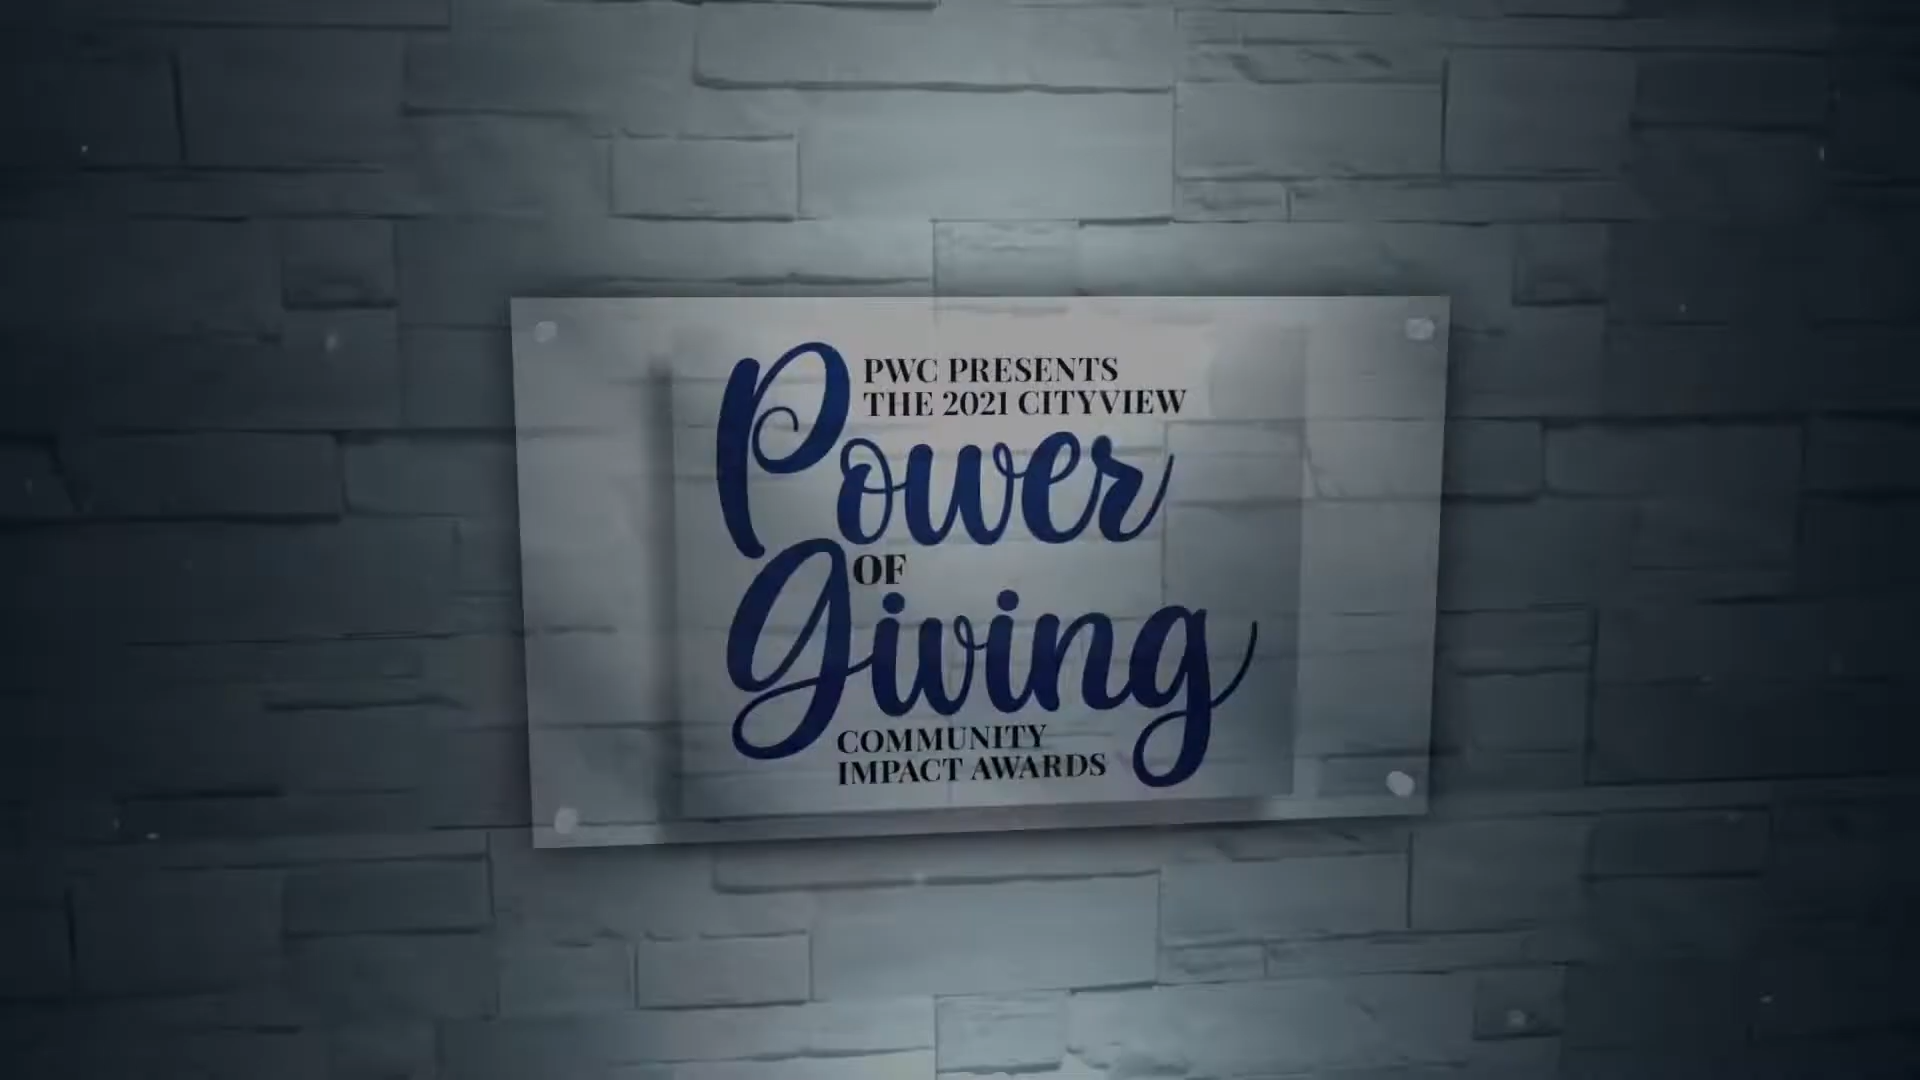 PWC PRESENTS
THE 2021 CITYVIEW
Power
OF
Giving
COMMUNITY
IMPACT AWARDS